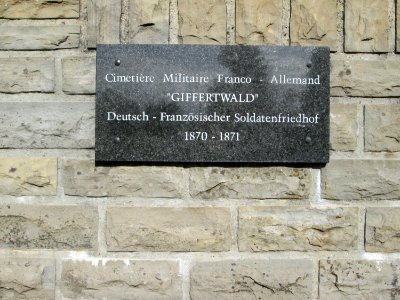 Cimetière Militaire Franco - Allemand
"GIFFERTWALD"
Deutsch - Französischer Soldatenfriedhof
1870 - 1871